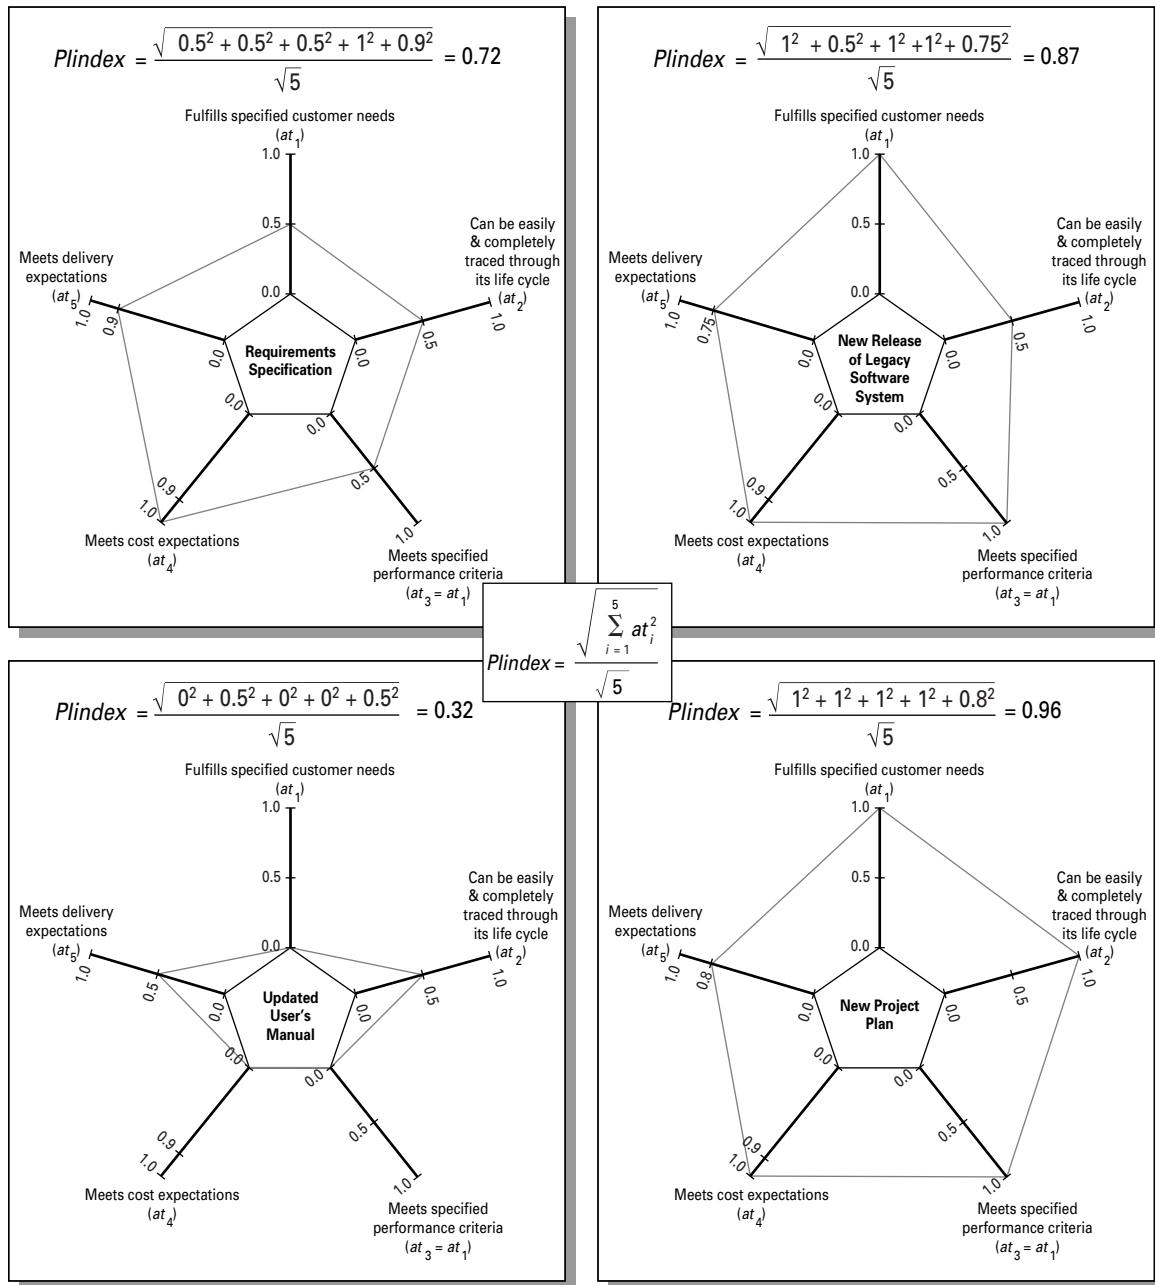 Plindex = √ 0.5² + 0.5² + 0.5² + 1² + 0.9² / √5 = 0.72
Fulfills specified customer needs
(at₁)
1.0
0.5
0.0
Can be easily
& completely
traced through
its life cycle
(at₂)
1.0
0.5
0.0
Meets delivery
expectations
(at₅)
1.0
0.9
0.0
Requirements
Specification
0.0
0.9
1.0
Meets cost expectations
(at₄)
0.0
0.5
1.0
Meets specified
performance criteria
(at₃ = at₁)
Plindex = √ 1² + 0.5² + 1² +1² + 0.75² / √5 = 0.87
Fulfills specified customer needs
(at₁)
1.0
0.5
0.0
Can be easily
& completely
traced through
its life cycle
(at₂)
1.0
0.5
0.0
Meets delivery
expectations
(at₅)
1.0
0.75
0.0
New Release
of Legacy
Software
System
0.0
0.9
1.0
Meets cost expectations
(at₄)
0.0
0.5
1.0
Meets specified
performance criteria
(at₃ = at₁)
Plindex = √ 5 Σ i = 1 atᵢ² / √5
Plindex = √ 0² + 0.5² + 0² + 0² + 0.5² / √5 = 0.32
Fulfills specified customer needs
(at₁)
1.0
0.5
0.0
Can be easily
& completely
traced through
its life cycle
(at₂)
1.0
0.5
0.0
Meets delivery
expectations
(at₅)
1.0
0.5
0.0
Updated
User's
Manual
0.0
0.9
1.0
Meets cost expectations
(at₄)
0.0
0.5
1.0
Meets specified
performance criteria
(at₃ = at₁)
Plindex = √ 1² + 1² + 1² + 1² + 0.8² / √5 = 0.96
Fulfills specified customer needs
(at₁)
1.0
0.5
0.0
Can be easily
& completely
traced through
its life cycle
(at₂)
1.0
0.5
0.0
Meets delivery
expectations
(at₅)
1.0
0.8
0.0
New Project
Plan
0.0
0.9
1.0
Meets cost expectations
(at₄)
0.0
0.5
1.0
Meets specified
performance criteria
(at₃ = at₁)